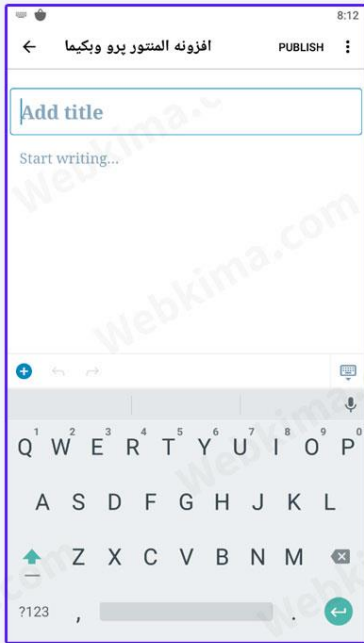 8:12
افزونه المنتور پرو وبکیما
PUBLISH
Add title
Start writing...
Webkima.com
1 2 3 4 5 6 7 8 9 0
Q W E R T Y U I O P
A S D F G H J K L
Z X C V B N M
?123 , .